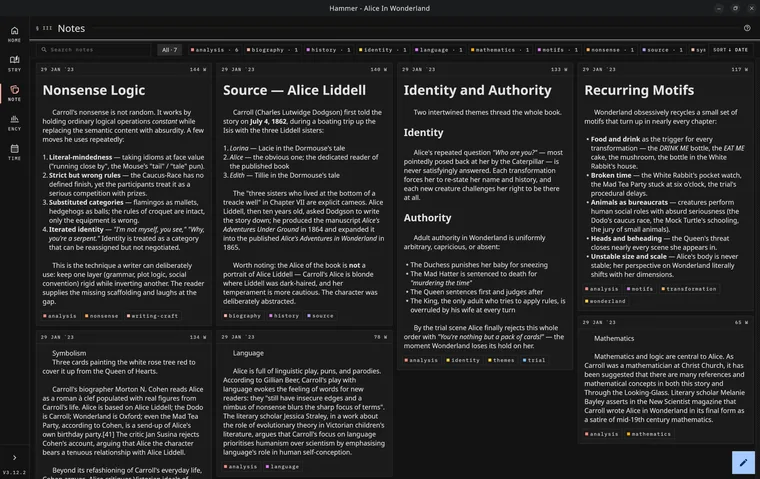 Hammer - Alice In Wonderland
§ III Notes
HOME
STRY
NOTE
ENCY
TIME
V3.12.2
Search notes
All · 7
analysis · 6
biography · 1
history · 1
identity · 1
language · 1
mathematics · 1
motifs · 1
nonsense · 1
source · 1
sys
SORT ↓ DATE
29 JAN '23 144 W
Nonsense Logic
Carroll's nonsense is not random. It works by
holding ordinary logical operations constant while
replacing the semantic content with absurdity. A few
moves he uses repeatedly:
1. Literal-mindedness — taking idioms at face value
("running close by", the Mouse's "tail" / "tale" pun).
2. Strict but wrong rules — the Caucus-Race has no
defined finish, yet the participants treat it as a
serious competition with prizes.
3. Substituted categories — flamingos as mallets,
hedgehogs as balls; the rules of croquet are intact,
only the equipment is wrong.
4. Iterated identity — "I'm not myself, you see," "Why,
you're a serpent." Identity is treated as a category
that can be reassigned but not negotiated.
This is the technique a writer can deliberately
use: keep one layer (grammar, plot logic, social
convention) rigid while inverting another. The reader
supplies the missing scaffolding and laughs at the
gap.
analysis
nonsense
writing-craft
29 JAN '23 134 W
Symbolism
Three cards painting the white rose tree red to
cover it up from the Queen of Hearts.
Carroll's biographer Morton N. Cohen reads Alice
as a roman à clef populated with real figures from
Carroll's life. Alice is based on Alice Liddell; the Dodo
is Carroll; Wonderland is Oxford; even the Mad Tea
Party, according to Cohen, is a send-up of Alice's
own birthday party.[41] The critic Jan Susina rejects
Cohen's account, arguing that Alice the character
bears a tenuous relationship with Alice Liddell.
Beyond its refashioning of Carroll's everyday life,
29 JAN '23 140 W
Source — Alice Liddell
Carroll (Charles Lutwidge Dodgson) first told the
story on July 4, 1862, during a boating trip up the
Isis with the three Liddell sisters:
1. Lorina — Lacie in the Dormouse's tale
2. Alice — the obvious one; the dedicated reader of
the published book
3. Edith — Tillie in the Dormouse's tale
The "three sisters who lived at the bottom of a
treacle well" in Chapter VII are explicit cameos. Alice
Liddell, then ten years old, asked Dodgson to write
the story down; he produced the manuscript Alice's
Adventures Under Ground in 1864 and expanded it
into the published Alice's Adventures in Wonderland in
1865.
Worth noting: the Alice of the book is not a
portrait of Alice Liddell — Carroll's Alice is blonde
where Liddell was dark-haired, and her
temperament is more cautious. The character was
deliberately abstracted.
biography
history
source
29 JAN '23 78 W
Language
Alice is full of linguistic play, puns, and parodies.
According to Gillian Beer, Carroll's play with
language evokes the feeling of words for new
readers: they "still have insecure edges and a
nimbus of nonsense blurs the sharp focus of terms".
The literary scholar Jessica Straley, in a work about
the role of evolutionary theory in Victorian children's
literature, argues that Carroll's focus on language
prioritises humanism over scientism by emphasising
language's role in human self-conception.
analysis
language
29 JAN '23 133 W
Identity and Authority
Two intertwined themes thread the whole book.
Identity
Alice's repeated question "Who are you?" — most
pointedly posed back at her by the Caterpillar — is
never satisfyingly answered. Each transformation
forces her to re-state her name and history, and
each new creature challenges her right to be there
at all.
Authority
Adult authority in Wonderland is uniformly
arbitrary, capricious, or absent:
• The Duchess punishes her baby for sneezing
• The Mad Hatter is sentenced to death for
"murdering the time"
• The Queen sentences first and judges after
• The King, the only adult who tries to apply rules, is
overruled by his wife at every turn
By the trial scene Alice finally rejects this whole
order with "You're nothing but a pack of cards!" — the
moment Wonderland loses its hold on her.
analysis
identity
themes
trial
29 JAN '23 117 W
Recurring Motifs
Wonderland obsessively recycles a small set of
motifs that turn up in nearly every chapter:
• Food and drink as the trigger for every
transformation — the DRINK ME bottle, the EAT ME
cake, the mushroom, the bottle in the White
Rabbit's house.
• Broken time — the White Rabbit's pocket watch,
the Mad Tea Party stuck at six o'clock, the trial's
procedural delays.
• Animals as bureaucrats — creatures perform
human social roles with absurd seriousness (the
Dodo's caucus race, the Mock Turtle's schooling,
the jury of small animals).
• Heads and beheading — the Queen's threat
closes nearly every scene she appears in.
• Unstable size and scale — Alice's body is never
stable; her perspective on Wonderland literally
shifts with her dimensions.
analysis
motifs
transformation
wonderland
29 JAN '23 65 W
Mathematics
Mathematics and logic are central to Alice. As
Carroll was a mathematician at Christ Church, it has
been suggested that there are many references and
mathematical concepts in both this story and
Through the Looking-Glass. Literary scholar Melanie
Bayley asserts in the New Scientist magazine that
Carroll wrote Alice in Wonderland in its final form as
a satire of mid-19th century mathematics.
analysis
mathematics